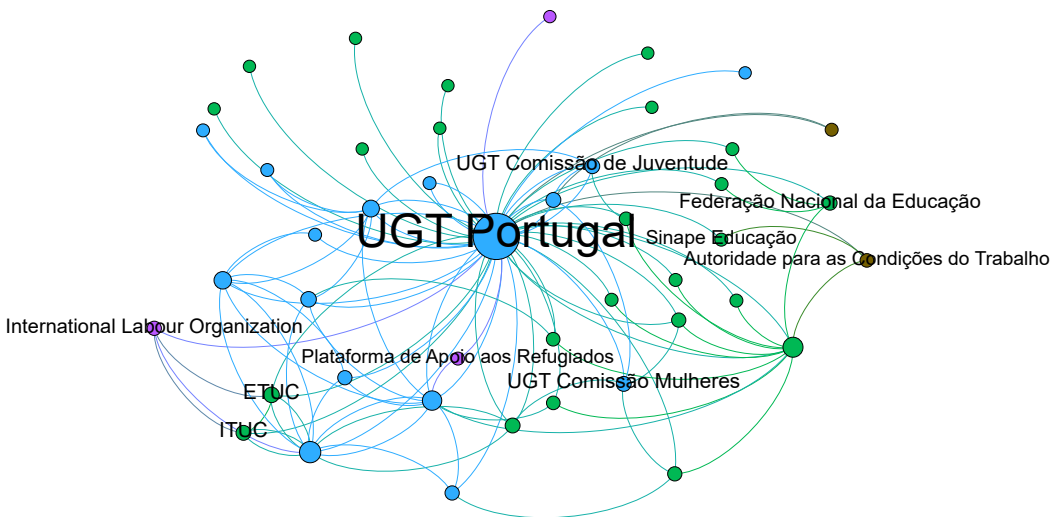 UGT Comissão de Juventude
Federação Nacional da Educação
UGT Portugal
Sinape Educação
Autoridade para as Condições do Trabalho
International Labour Organization
Plataforma de Apoio aos Refugiados
UGT Comissão Mulheres
ETUC
ITUC